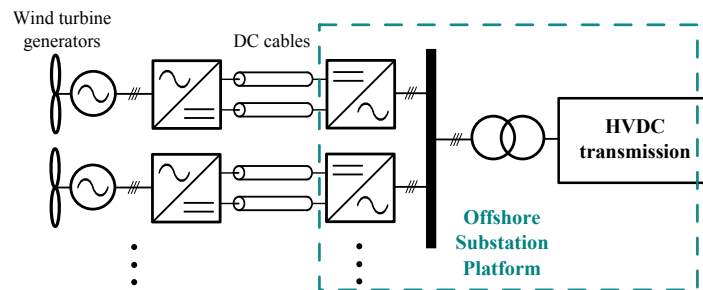 Wind turbine
generators
DC cables
HVDC
transmission
Offshore
Substation
Platform